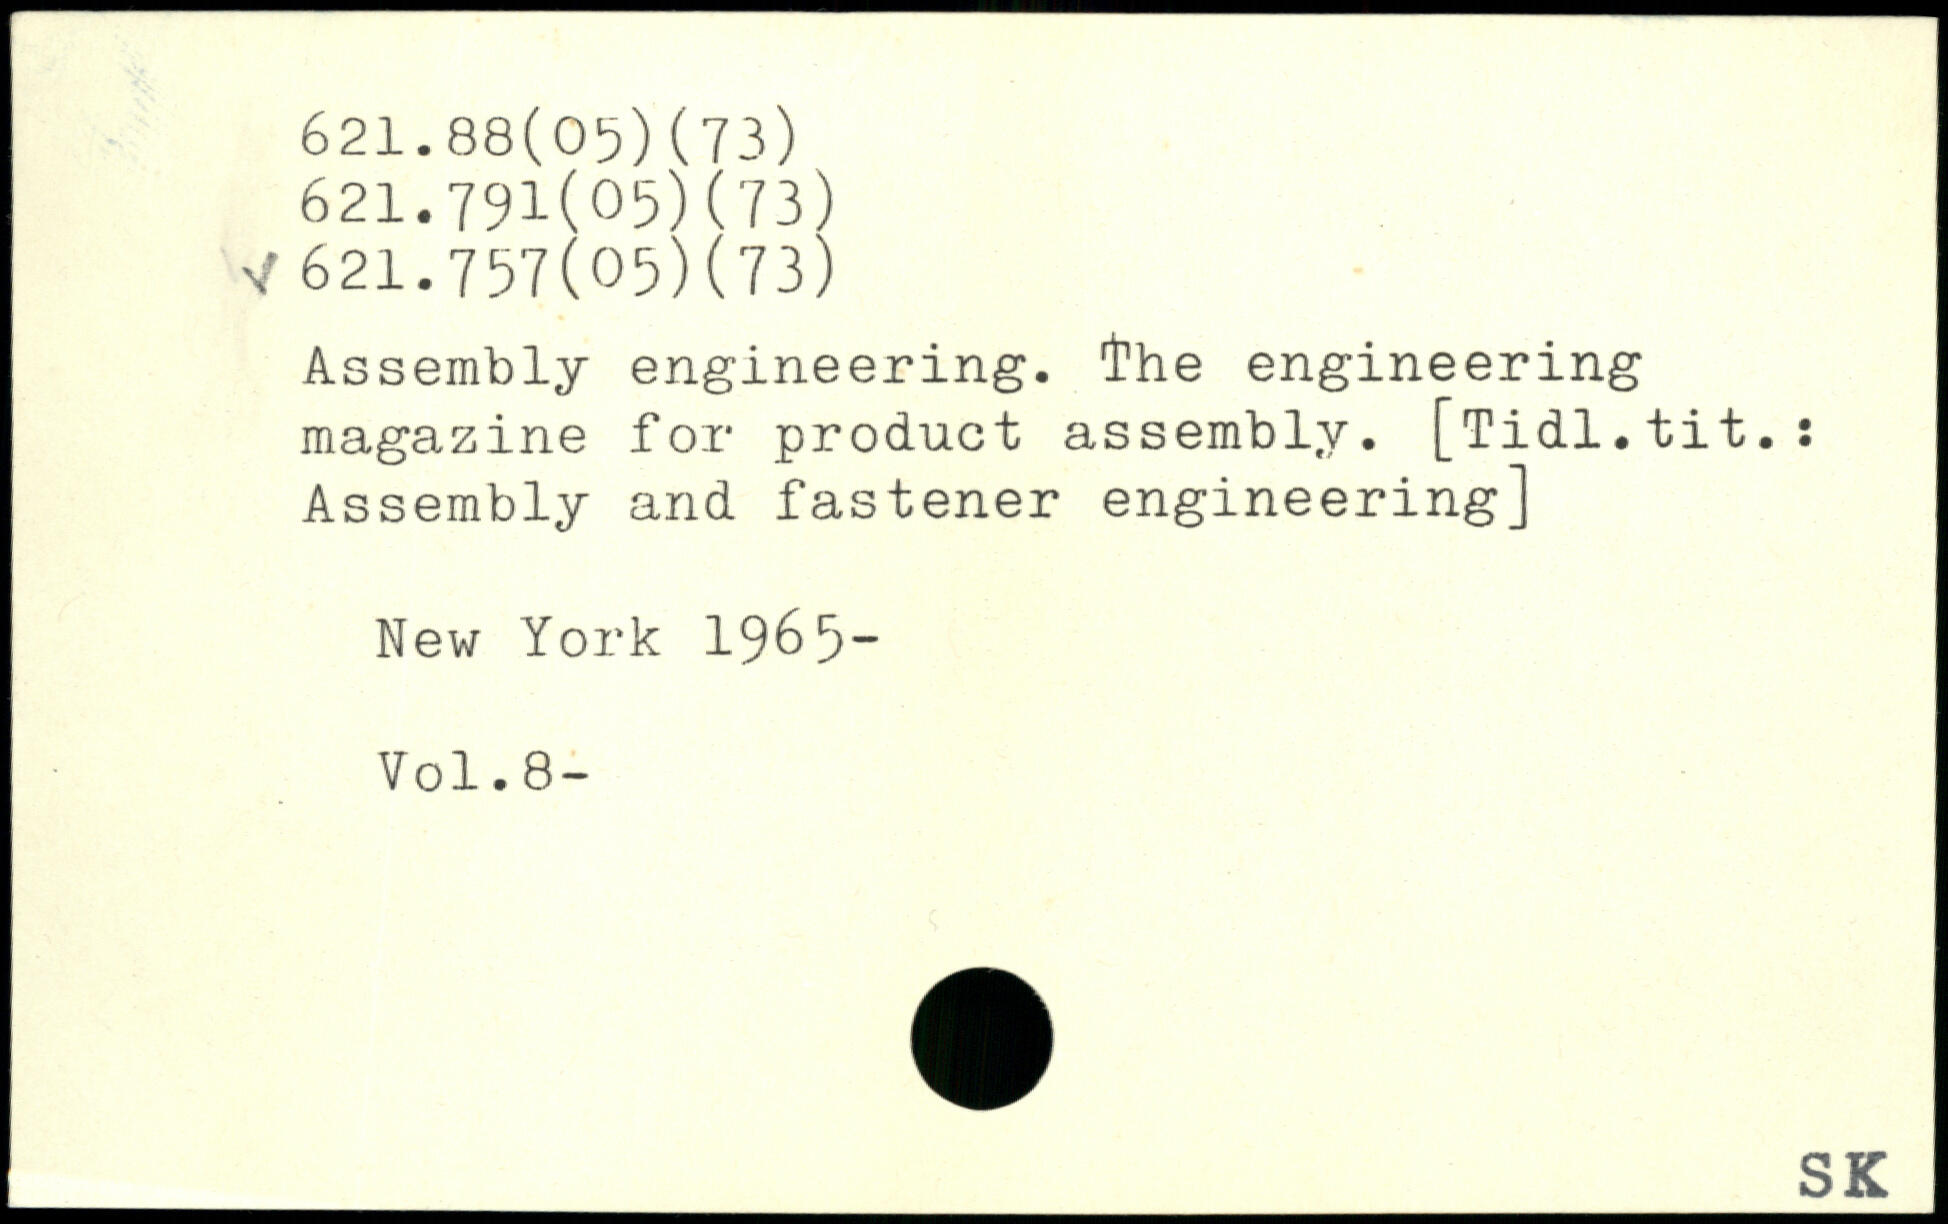 621.88(05)(73)
621.791(05)(73)
✓ 621.757(05)(73)
Assembly engineering. The engineering
magazine for product assembly. [Tidl.tit.:
Assembly and fastener engineering]
New York 1965-
Vol.8-
SK